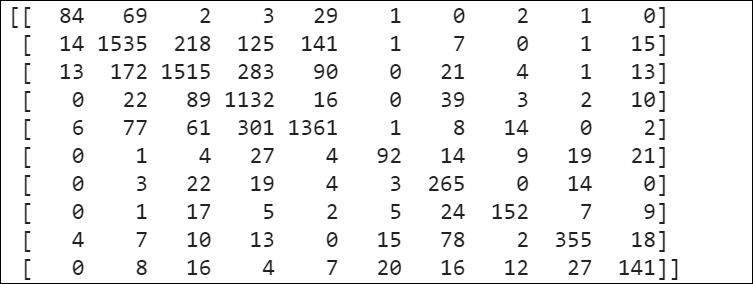 [[ 84 69 2 3 29 1 0 2 1 0]
[ 14 1535 218 125 141 1 7 0 1 15]
[ 13 172 1515 283 90 0 21 4 1 13]
[ 0 22 89 1132 16 0 39 3 2 10]
[ 6 77 61 301 1361 1 8 14 0 2]
[ 0 1 4 27 4 92 14 9 19 21]
[ 0 3 22 19 4 3 265 0 14 0]
[ 0 1 17 5 2 5 24 152 7 9]
[ 4 7 10 13 0 15 78 2 355 18]
[ 0 8 16 4 7 20 16 12 27 141]]